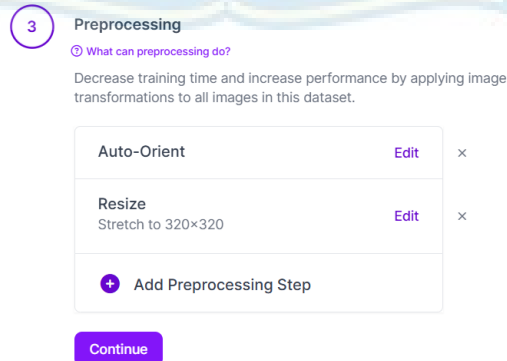 3
Preprocessing
What can preprocessing do?
Decrease training time and increase performance by applying image
transformations to all images in this dataset.
Auto-Orient
Edit
×
Resize
Stretch to 320×320
Edit
×
Add Preprocessing Step
Continue